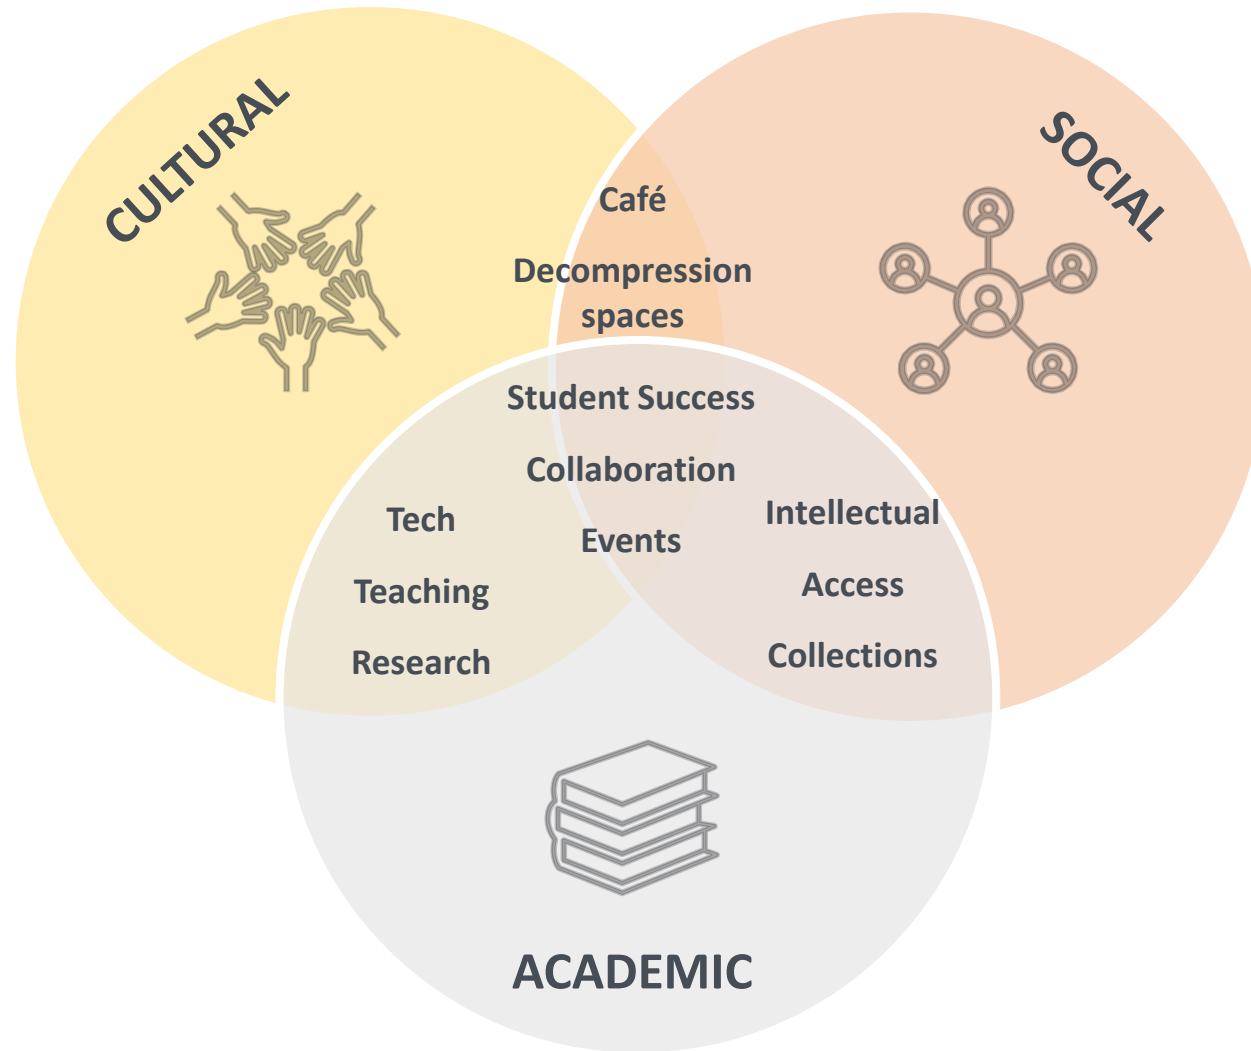 CULTURAL
SOCIAL
Café
Decompression
spaces
Student Success
Collaboration
Events
Tech
Teaching
Research
Intellectual
Access
Collections
ACADEMIC